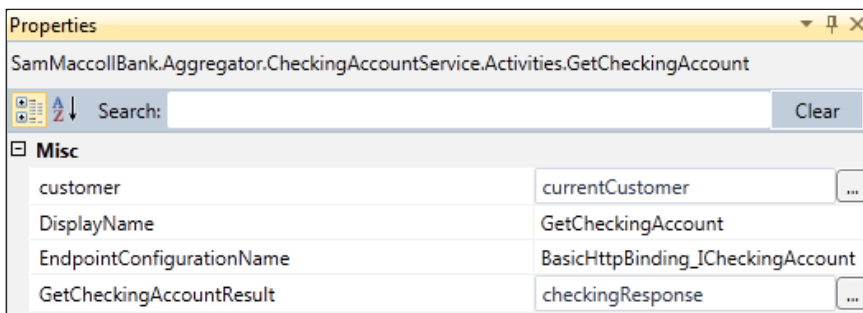 Properties
SamMaccollBank.Aggregator.CheckingAccountService.Activities.GetCheckingAccount
A Z Search: Clear
Misc
customer currentCustomer ...
DisplayName GetCheckingAccount
EndpointConfigurationName BasicHttpBinding_ICheckingAccount
GetCheckingAccountResult checkingResponse ...